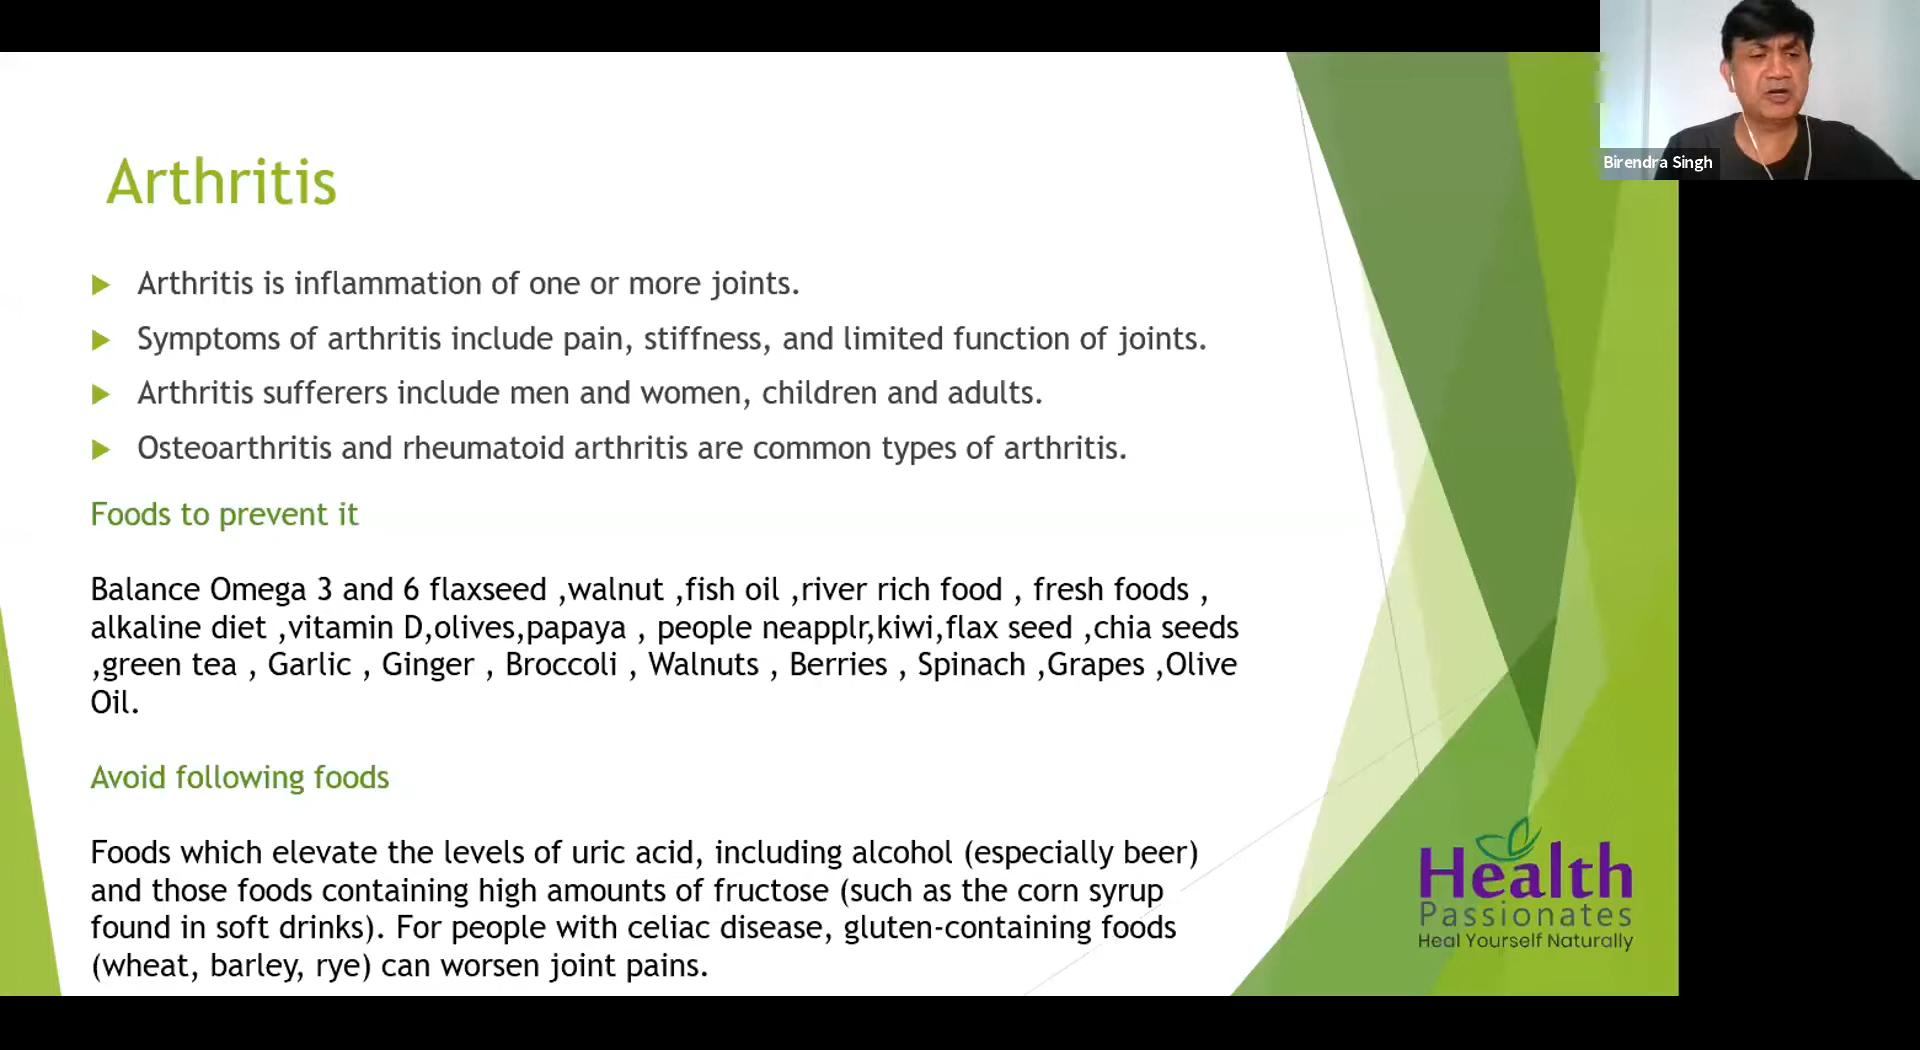 Birendra Singh
Arthritis
Arthritis is inflammation of one or more joints.
Symptoms of arthritis include pain, stiffness, and limited function of joints.
Arthritis sufferers include men and women, children and adults.
Osteoarthritis and rheumatoid arthritis are common types of arthritis.
Foods to prevent it
Balance Omega 3 and 6 flaxseed ,walnut ,fish oil ,river rich food , fresh foods ,
alkaline diet ,vitamin D,olives,papaya , people neapplr,kiwi,flax seed ,chia seeds
,green tea , Garlic , Ginger , Broccoli , Walnuts , Berries , Spinach ,Grapes ,Olive
Oil.
Avoid following foods
Foods which elevate the levels of uric acid, including alcohol (especially beer)
and those foods containing high amounts of fructose (such as the corn syrup
found in soft drinks). For people with celiac disease, gluten-containing foods
(wheat, barley, rye) can worsen joint pains.
Health
Passionates
Heal Yourself Naturally